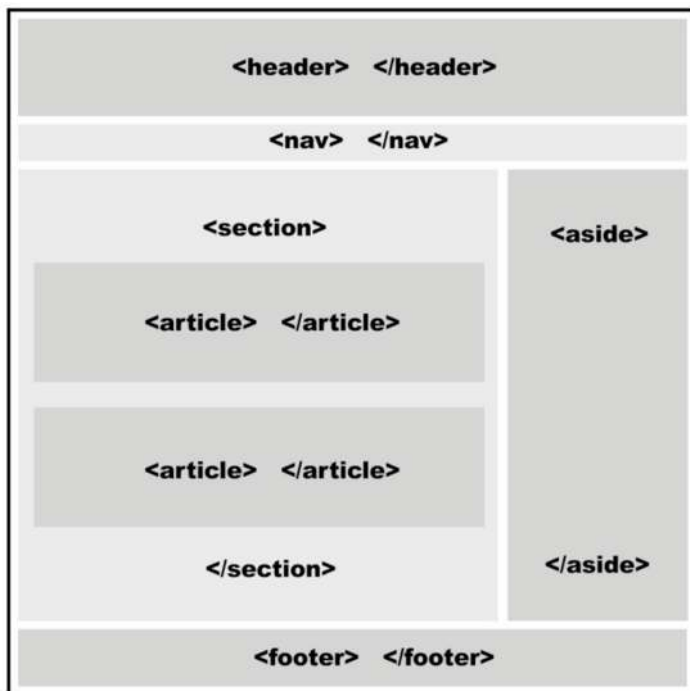 <header> </header>
<nav> </nav>
<section>
<article> </article>
<article> </article>
</section>
<aside>
</aside>
<footer> </footer>